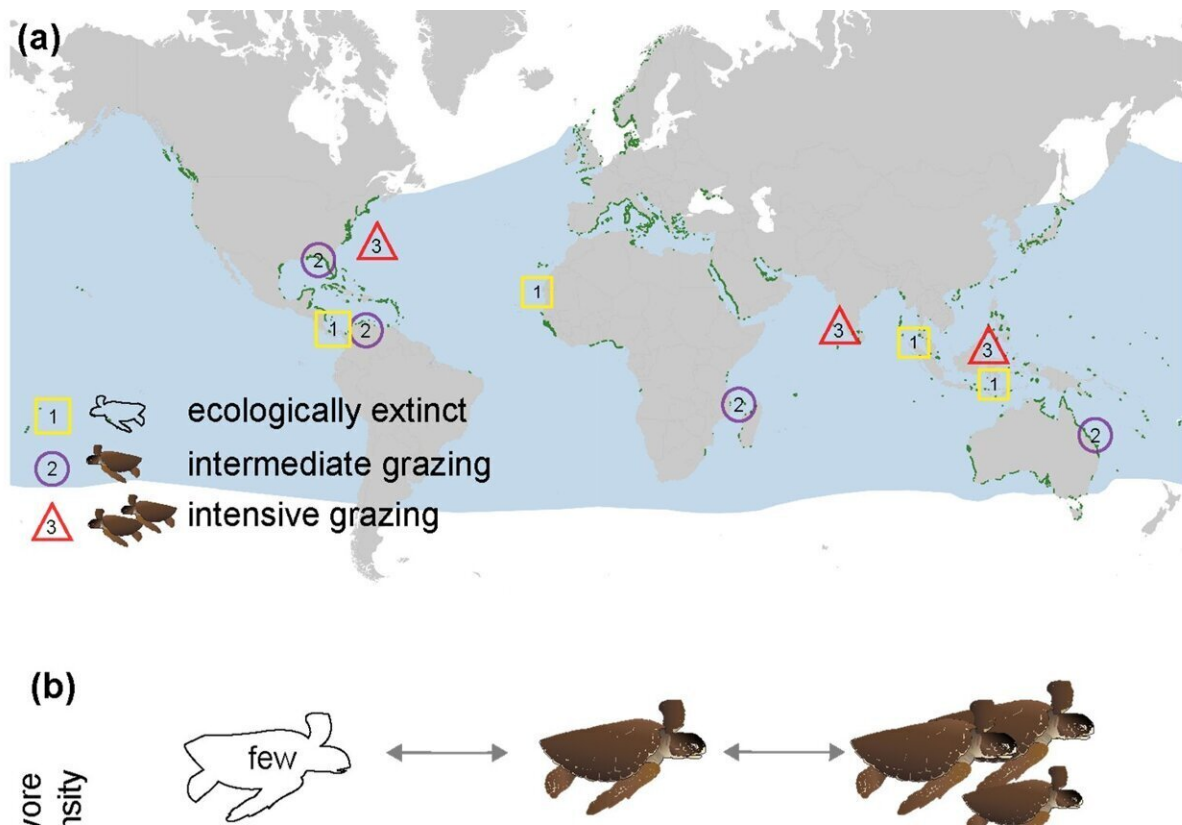 (a)
3
2
1
1
2
3
1
3
1
2
2
1 ecologically extinct
2 intermediate grazing
3 intensive grazing
(b)
few